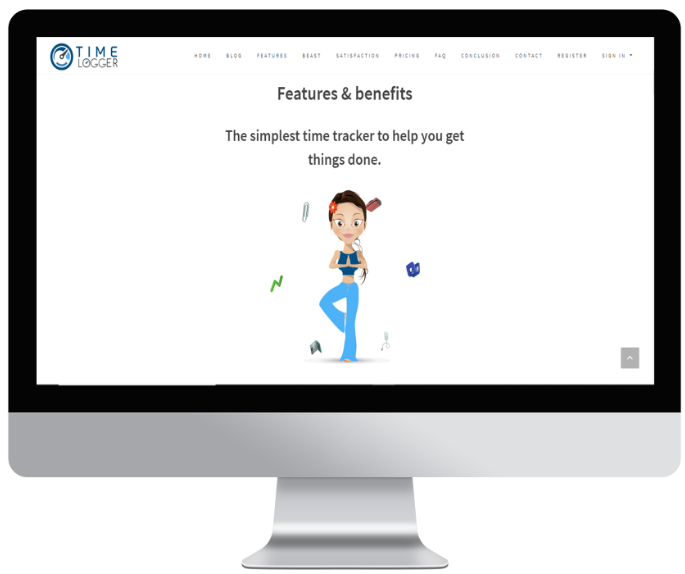 TIME
LOGGER
HOME BLOG FEATURES BEAST SATISFACTION PRICING FAQ CONCLUSION CONTACT REGISTER SIGN IN
Features & benefits
The simplest time tracker to help you get
things done.